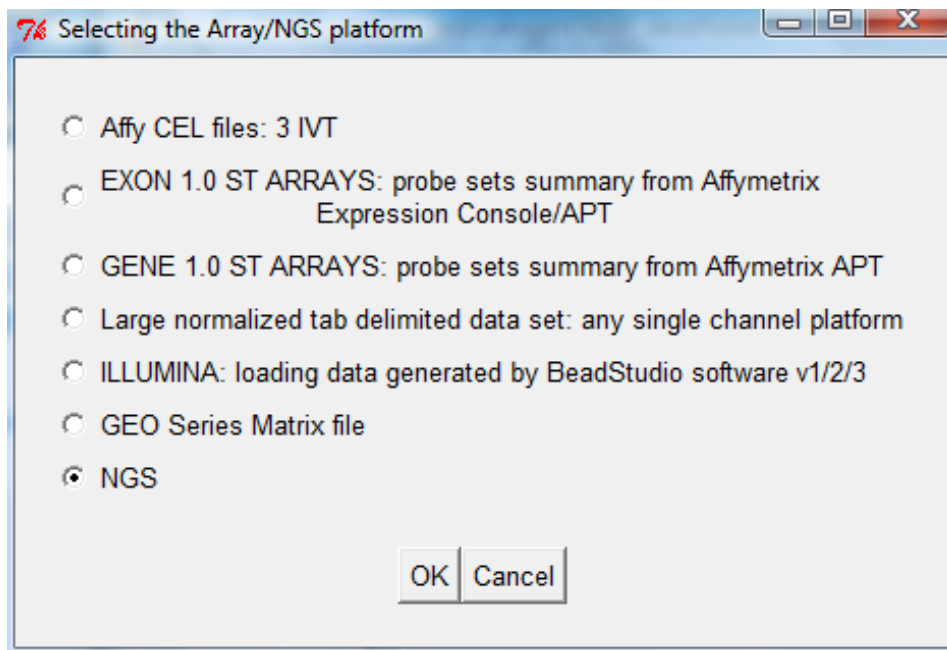 Selecting the Array/NGS platform
Affy CEL files: 3 IVT
EXON 1.0 ST ARRAYS: probe sets summary from Affymetrix
Expression Console/APT
GENE 1.0 ST ARRAYS: probe sets summary from Affymetrix APT
Large normalized tab delimited data set: any single channel platform
ILLUMINA: loading data generated by BeadStudio software v1/2/3
GEO Series Matrix file
NGS
OK Cancel